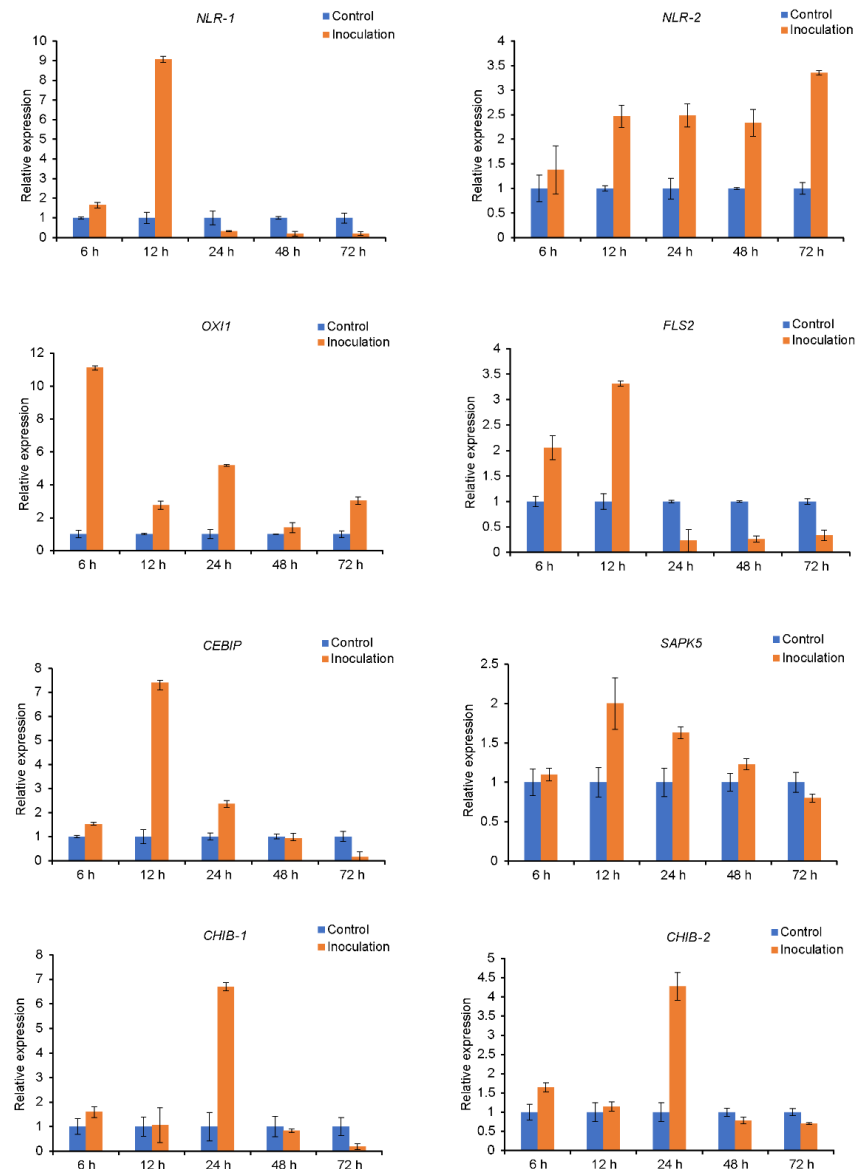 NLR-1
Control
Inoculation
Relative expression
10
9
8
7
6
5
4
3
2
1
0
6 h 12 h 24 h 48 h 72 h
NLR-2
Control
Inoculation
Relative expression
4
3.5
3
2.5
2
1.5
1
0.5
0
6 h 12 h 24 h 48 h 72 h
OXI1
Control
Inoculation
Relative expression
12
10
8
6
4
2
0
6 h 12 h 24 h 48 h 72 h
FLS2
Control
Inoculation
Relative expression
4
3.5
3
2.5
2
1.5
1
0.5
0
6 h 12 h 24 h 48 h 72 h
CEBIP
Control
Inoculation
Relative expression
8
7
6
5
4
3
2
1
0
6 h 12 h 24 h 48 h 72 h
SAPK5
Control
Inoculation
Relative expression
2.5
2
1.5
1
0.5
0
6 h 12 h 24 h 48 h 72 h
CHIB-1
Control
Inoculation
Relative expression
8
7
6
5
4
3
2
1
0
6 h 12 h 24 h 48 h 72 h
CHIB-2
Control
Inoculation
Relative expression
5
4.5
4
3.5
3
2.5
2
1.5
1
0.5
0
6 h 12 h 24 h 48 h 72 h